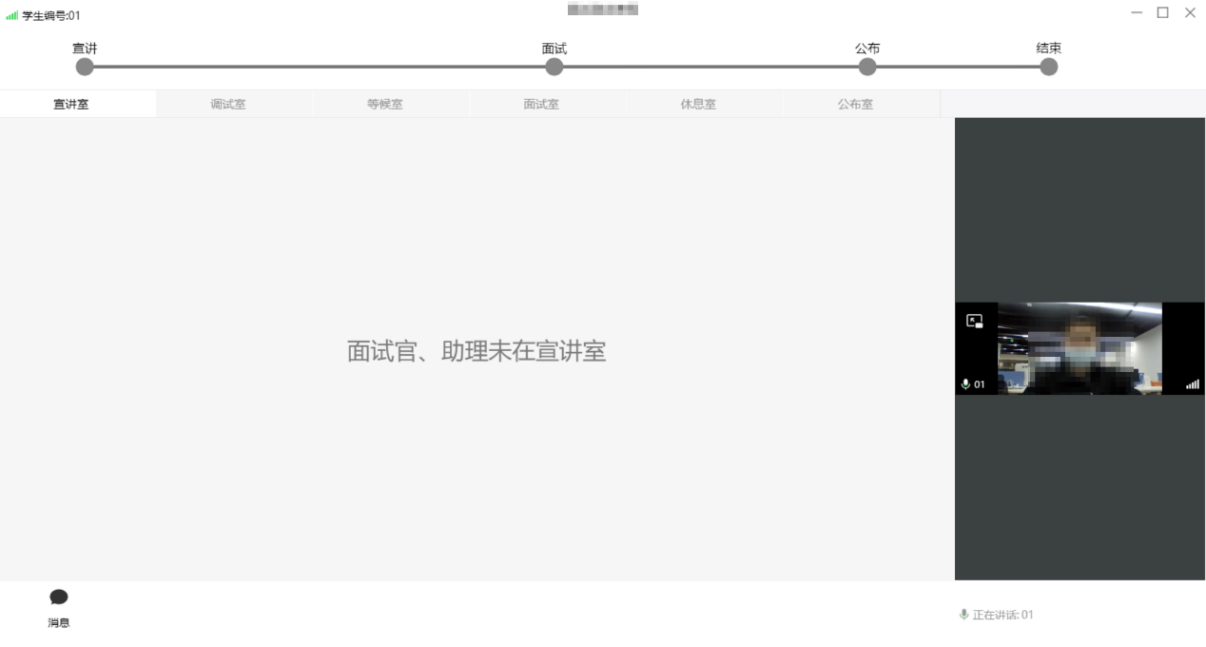 学生编号:01
宣讲 面试 公布 结束
宣讲室 调试室 等候室 面试室 休息室 公布室
面试官、助理未在宣讲室
01
消息
正在讲话: 01